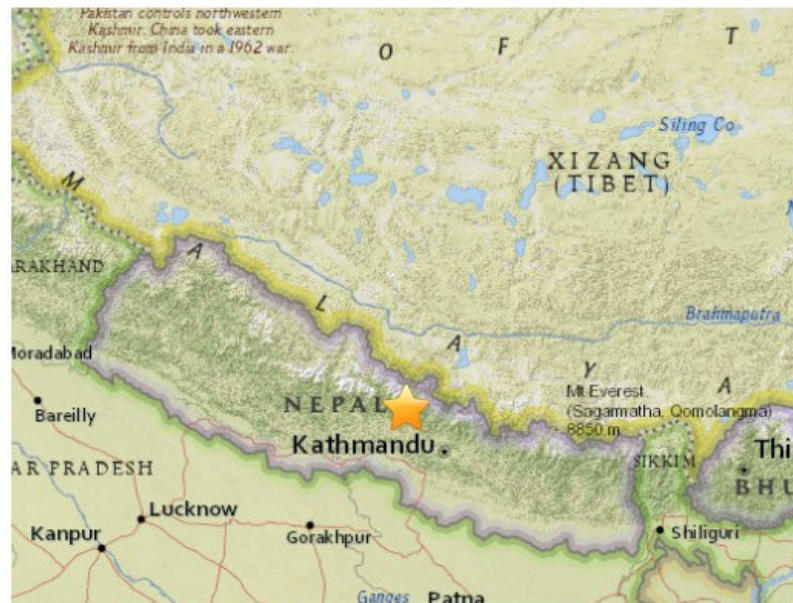 Pakistan controls northwestern
Kashmir. China took eastern
Kashmir from India in a 1962 war.
O F T
Siling Co
XIZANG
(TIBET)
M
A
ARAKHAND
L
Brahmaputra
A
Moradabad
Y
A
Mt Everest
(Sagarmatha, Qomolangma)
8850 m
NEPAL
Bareilly
Kathmandu
Thi
SIKKIM
AR PRADESH
BHU
Lucknow
Kanpur
Gorakhpur
Shiliguri
Ganges
Patna